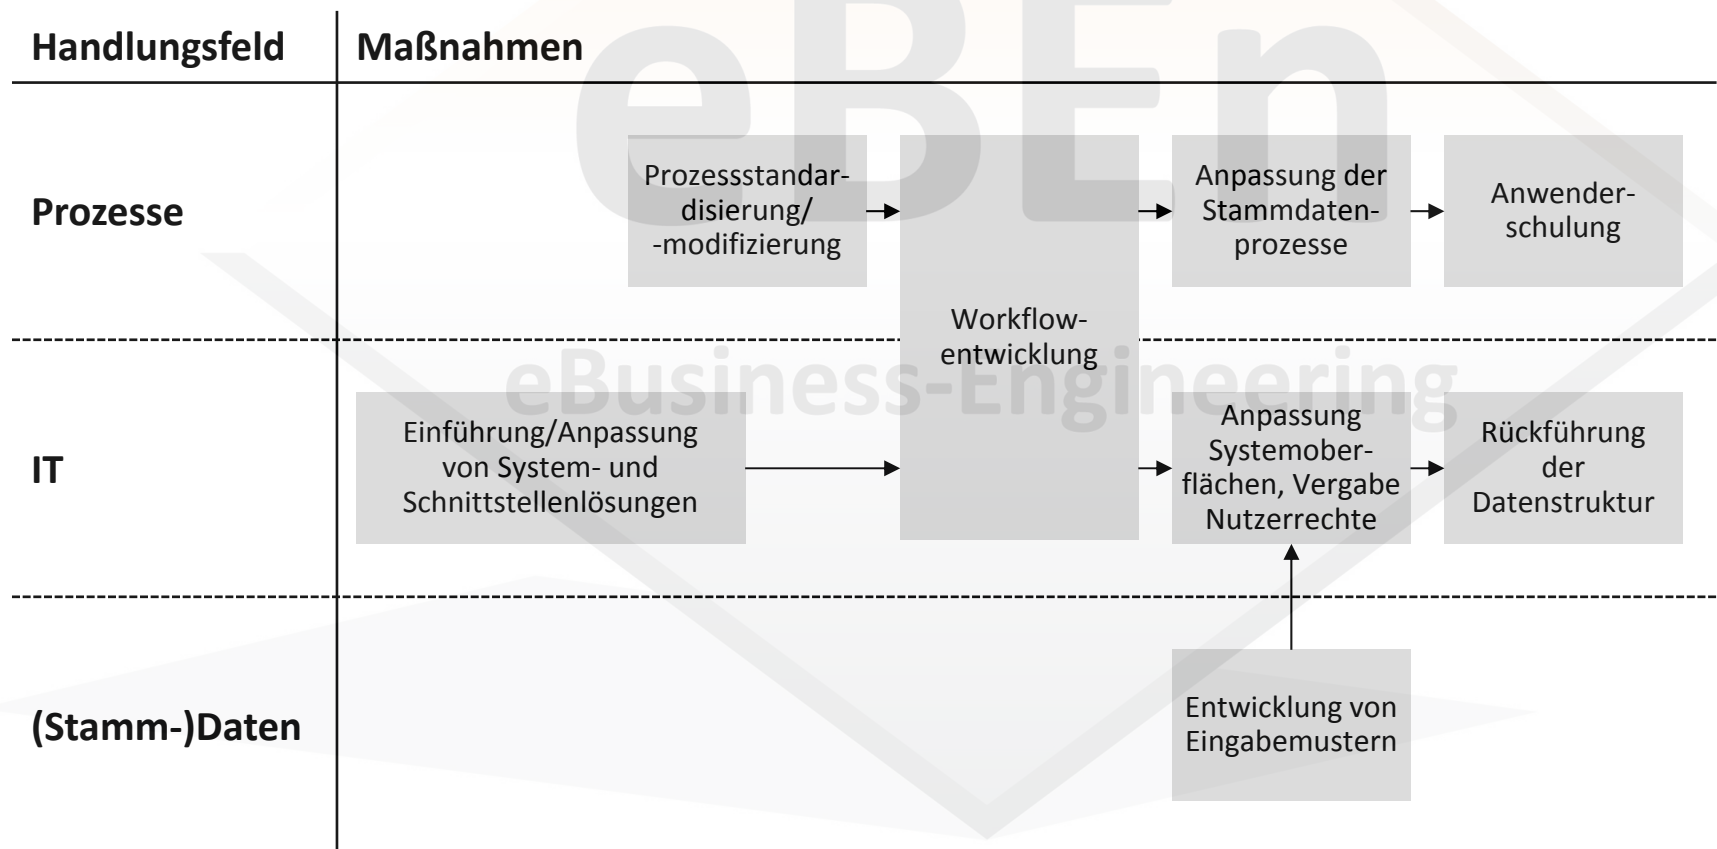 Handlungsfeld
Maßnahmen
eBEn
Prozesse
Prozessstandar-
disierung/
-modifizierung
Workflow-
entwicklung
Anpassung der
Stammdaten-
prozesse
Anwender-
schulung
eBusiness-Engineering
IT
Einführung/Anpassung
von System- und
Schnittstellenlösungen
Anpassung
Systemober-
flächen, Vergabe
Nutzerrechte
Rückführung
der
Datenstruktur
(Stamm-)Daten
Entwicklung von
Eingabemustern